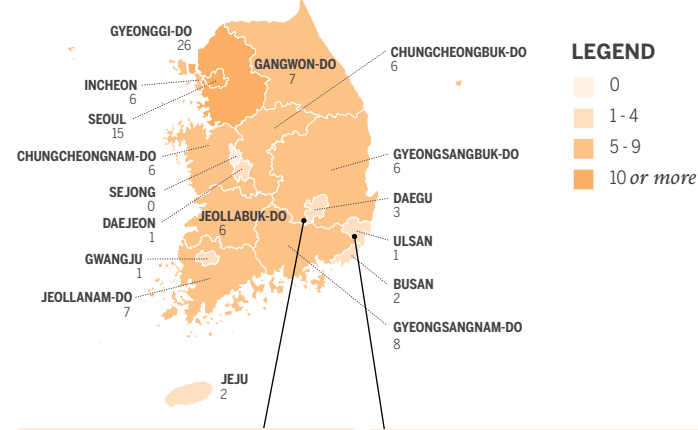 GYEONGGI-DO
26
GANGWON-DO
7
CHUNGCHEONGBUK-DO
6
INCHEON
6
SEOUL
15
CHUNGCHEONGNAM-DO
6
GYEONGSANGBUK-DO
6
SEJONG
0
DAEGU
3
DAEJEON
1
JEOLLABUK-DO
6
ULSAN
1
GWANGJU
1
BUSAN
2
JEOLLANAM-DO
7
GYEONGSANGNAM-DO
8
JEJU
2
LEGEND
0
1 - 4
5 - 9
10 or more